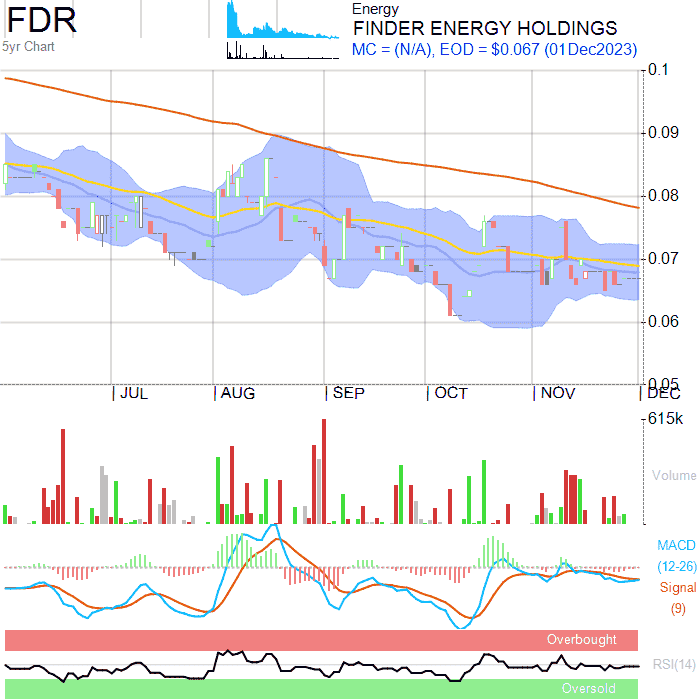 FDR
5yr Chart
Energy
FINDER ENERGY HOLDINGS
MC = (N/A), EOD = $0.067 (01Dec2023)
0.1
0.09
0.08
0.07
0.06
0.05
JUL
AUG
SEP
OCT
NOV
DEC
615k
Volume
MACD
(12-26)
Signal
(9)
Overbought
RSI(14)
Oversold